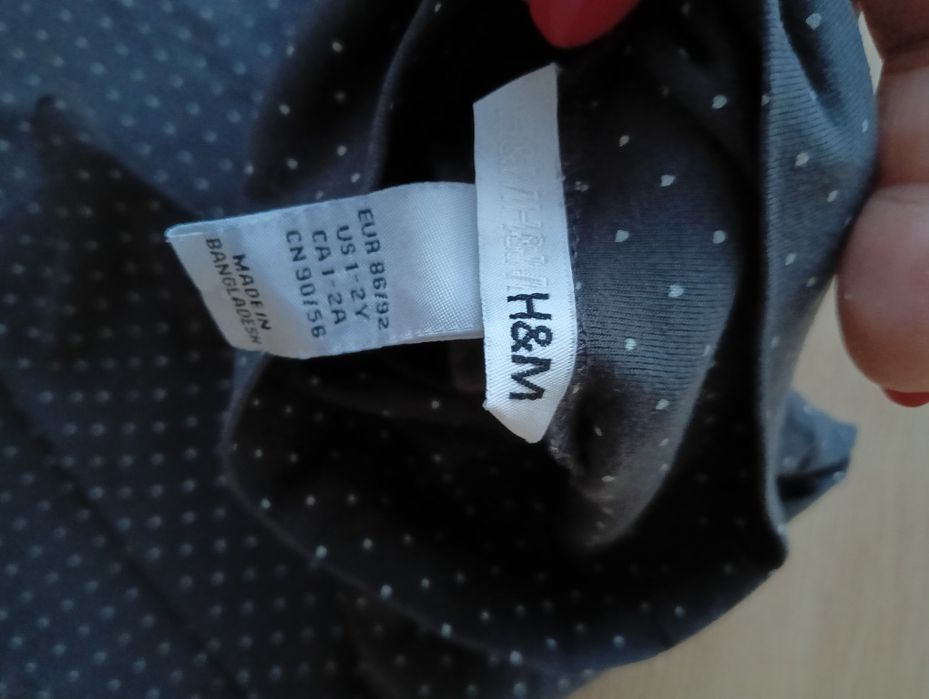 H&M
EUR 86/92
US 1-2Y
CA 1-2A
CN 90/56
MADE IN
BANGLADESH